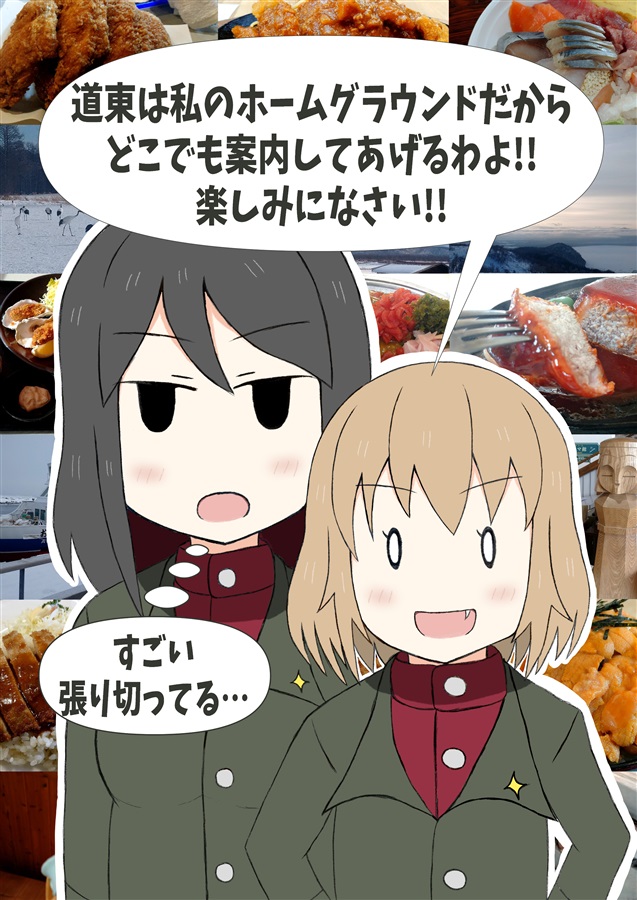 道東は私のホームグラウンドだから
どこでも案内してあげるわよ!!
楽しみになさい!!
すごい
張り切ってる…